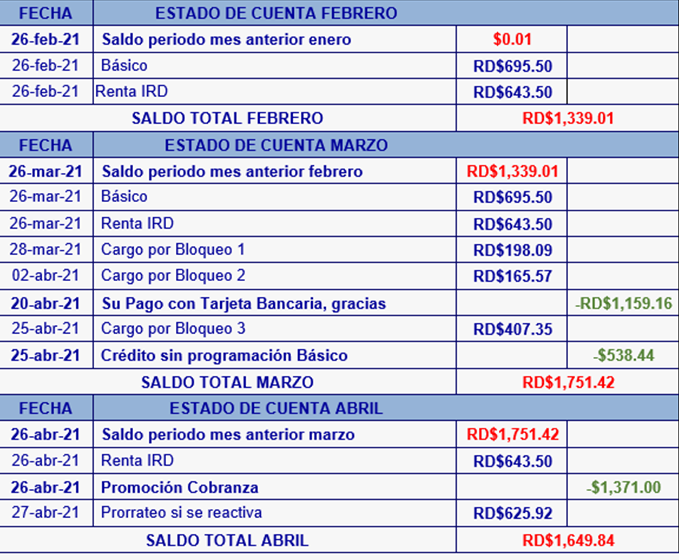 FECHA ESTADO DE CUENTA FEBRERO
26-feb-21 Saldo periodo mes anterior enero $0.01
26-feb-21 Básico RD$695.50
26-feb-21 Renta IRD RD$643.50
SALDO TOTAL FEBRERO RD$1,339.01
FECHA ESTADO DE CUENTA MARZO
26-mar-21 Saldo periodo mes anterior febrero RD$1,339.01
26-mar-21 Básico RD$695.50
26-mar-21 Renta IRD RD$643.50
28-mar-21 Cargo por Bloqueo 1 RD$198.09
02-abr-21 Cargo por Bloqueo 2 RD$165.57
20-abr-21 Su Pago con Tarjeta Bancaria, gracias -RD$1,159.16
25-abr-21 Cargo por Bloqueo 3 RD$407.35
25-abr-21 Crédito sin programación Básico -$538.44
SALDO TOTAL MARZO RD$1,751.42
FECHA ESTADO DE CUENTA ABRIL
26-abr-21 Saldo periodo mes anterior marzo RD$1,751.42
26-abr-21 Renta IRD RD$643.50
26-abr-21 Promoción Cobranza -$1,371.00
27-abr-21 Prorrateo si se reactiva RD$625.92
SALDO TOTAL ABRIL RD$1,649.84